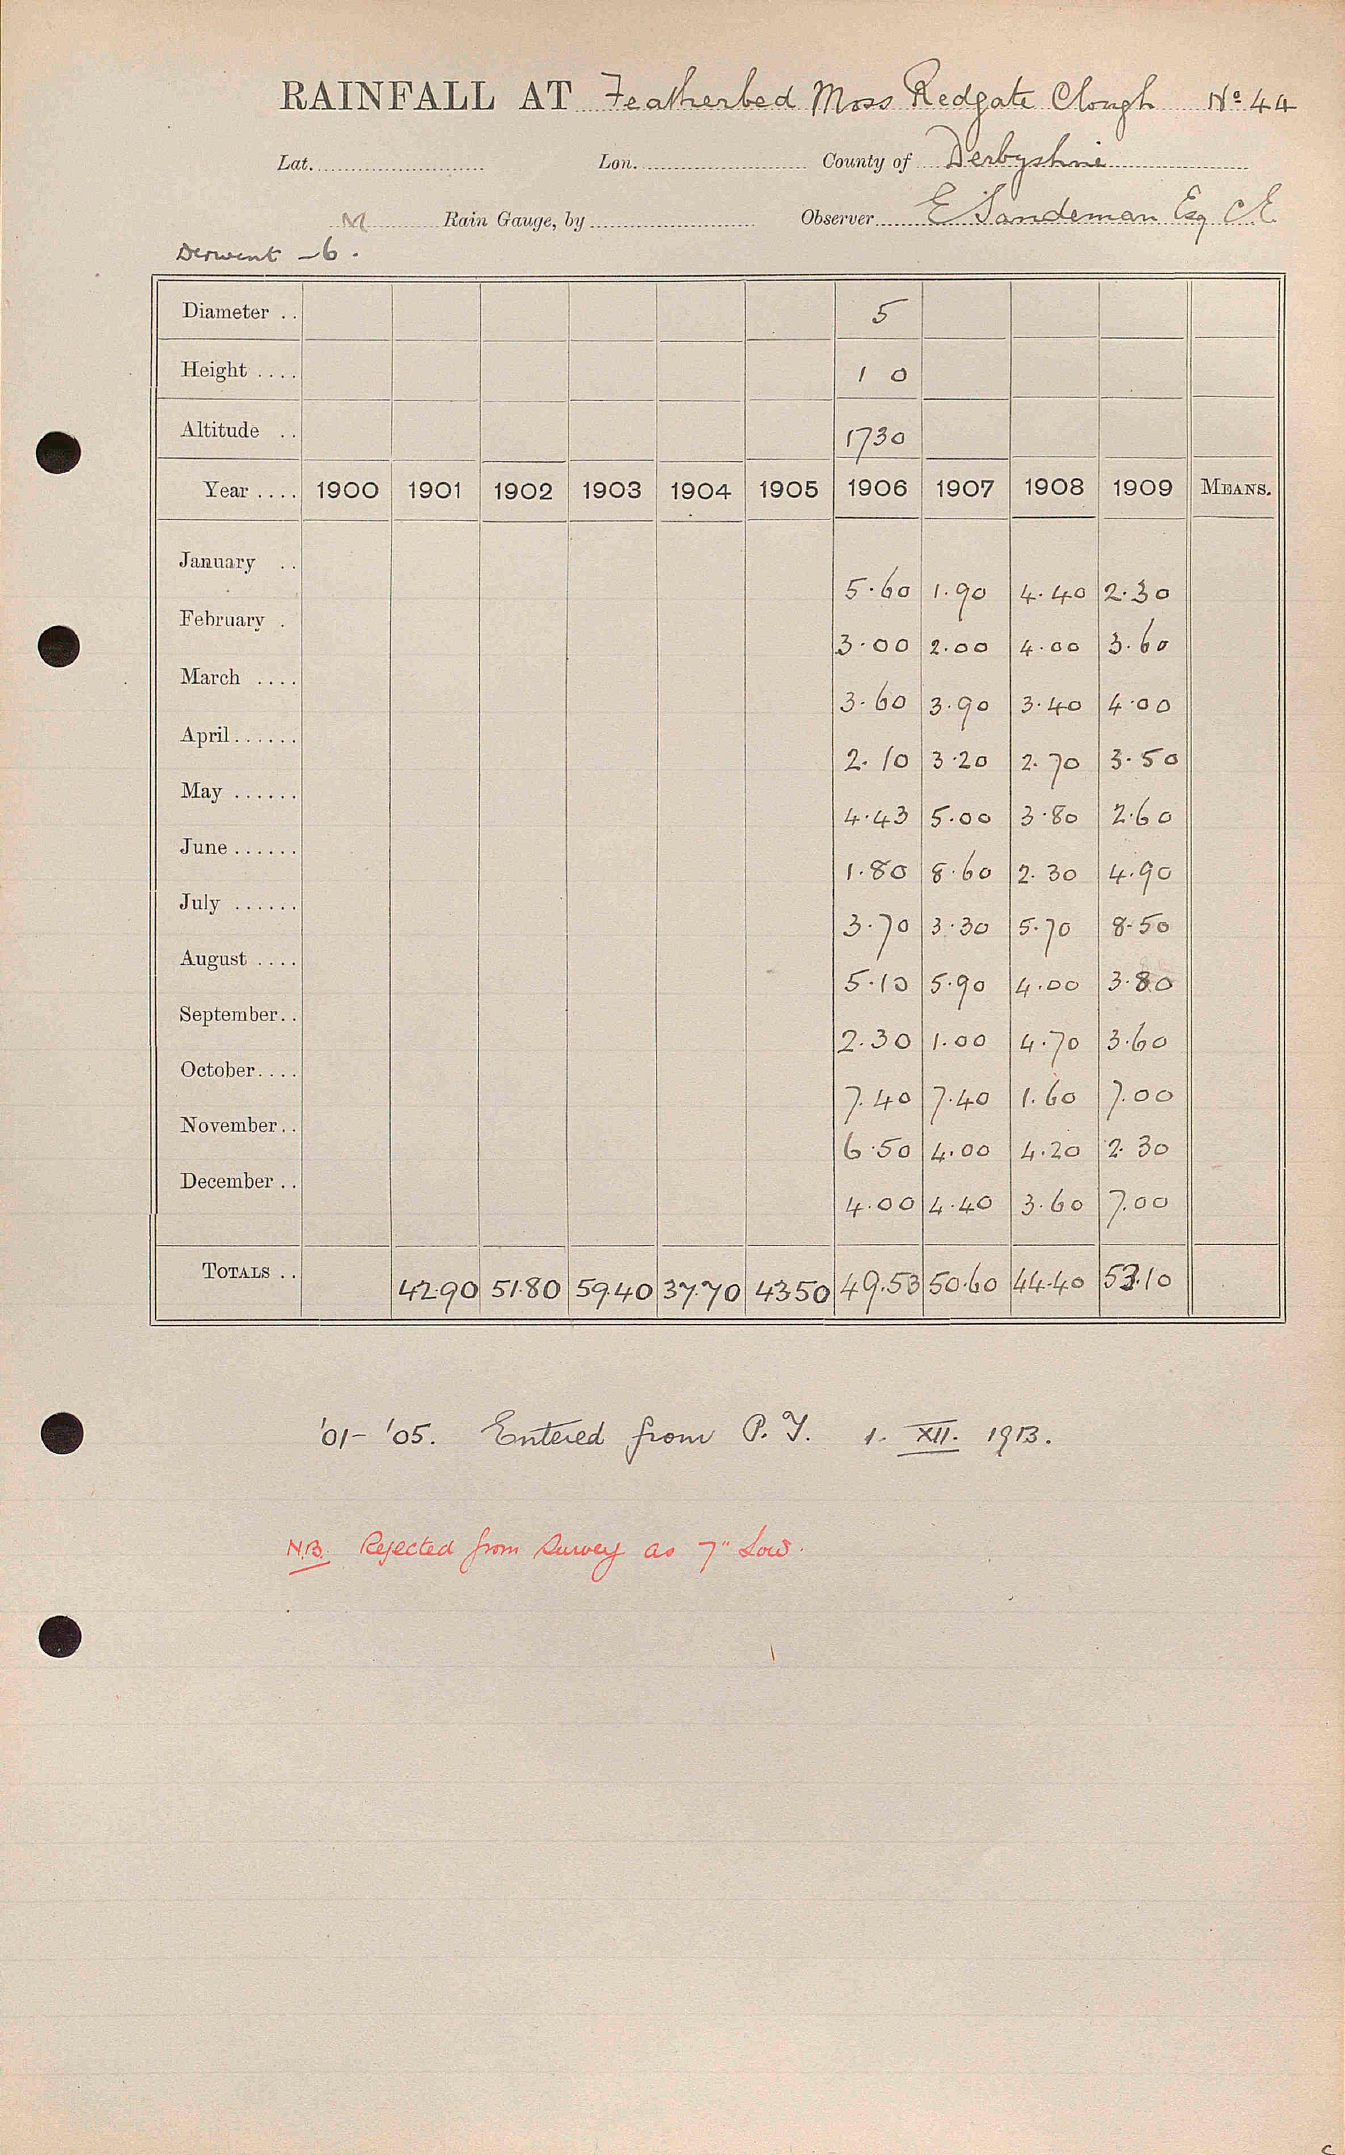 RAINFALL AT Featherbed Moss Redgate Clough No 44
Lat. Lon. County of Derbyshire
M Rain Gauge, by Observer E Sandeman Esq C.E.
Derwent - 6.
Diameter .. 5
Height .... 1 0
Altitude .. 1730
Year .... 1900 1901 1902 1903 1904 1905 1906 1907 1908 1909 MEANS.
January .. 5.60 1.90 4.40 2.30
February . 3.00 2.00 4.00 3.60
March .... 3.60 3.90 3.40 4.00
April...... 2.10 3.20 2.70 3.50
May ...... 4.43 5.00 3.80 2.60
June...... 1.80 8.60 2.30 4.90
July ...... 3.70 3.30 5.70 8.50
August .... 5.10 5.90 4.00 3.80
September.. 2.30 1.00 4.70 3.60
October.... 7.40 7.40 1.60 7.00
November.. 6.50 4.00 4.20 2.30
December .. 4.00 4.40 3.60 7.00
TOTALS .. 42.90 51.80 59.40 37.70 43.50 49.53 50.60 44.40 53.10
'01-'05. Entered from P.Y. 1. XII. 1913.
N.B. Rejected from Survey as 7" Low.